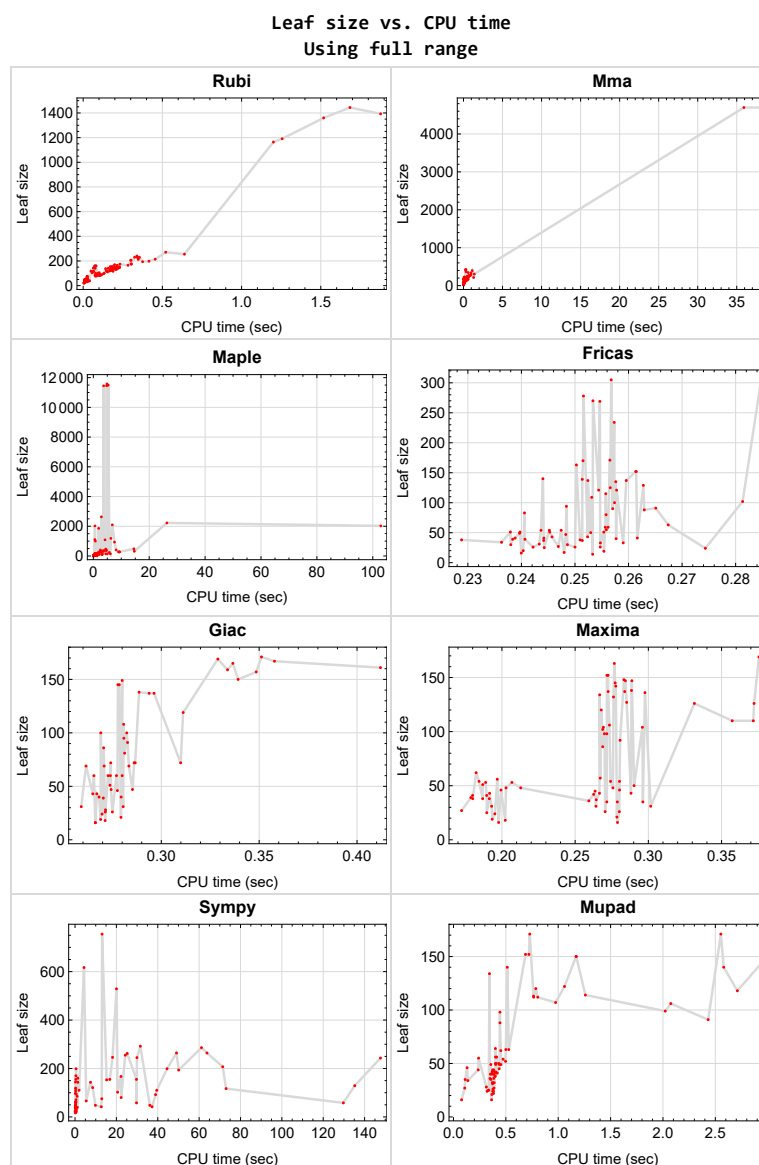 Leaf size vs. CPU time
Using full range
Rubi
Leaf size
1400
1200
1000
800
600
400
200
0
0.0 0.5 1.0 1.5
CPU time (sec)
Mma
Leaf size
4000
3000
2000
1000
0
0 5 10 15 20 25 30 35
CPU time (sec)
Maple
Leaf size
12000
10000
8000
6000
4000
2000
0
0 20 40 60 80 100
CPU time (sec)
Fricas
Leaf size
300
250
200
150
100
50
0
0.23 0.24 0.25 0.26 0.27 0.28
CPU time (sec)
Giac
Leaf size
150
100
50
0
0.30 0.35 0.40
CPU time (sec)
Maxima
Leaf size
150
100
50
0
0.20 0.25 0.30 0.35
CPU time (sec)
Sympy
Leaf size
600
400
200
0
0 20 40 60 80 100 120 140
CPU time (sec)
Mupad
Leaf size
150
100
50
0
0.0 0.5 1.0 1.5 2.0 2.5
CPU time (sec)